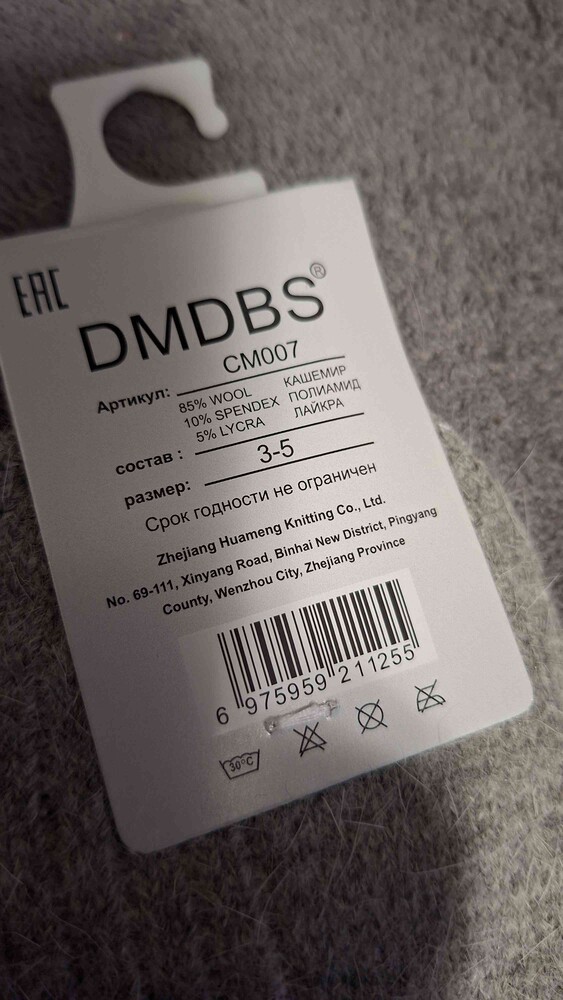 EAC
DMDBS®
Артикул: CM007
85% WOOL КАШЕМИР
10% SPENDEX ПОЛИАМИД
5% LYCRA ЛАЙКРА
состав :
размер: 3-5
Срок годности не ограничен
Zhejiang Huameng Knitting Co., Ltd.
No. 69-111, Xinyang Road, Binhai New District, Pingyang
County, Wenzhou City, Zhejiang Province
6 975959 211255
30°C